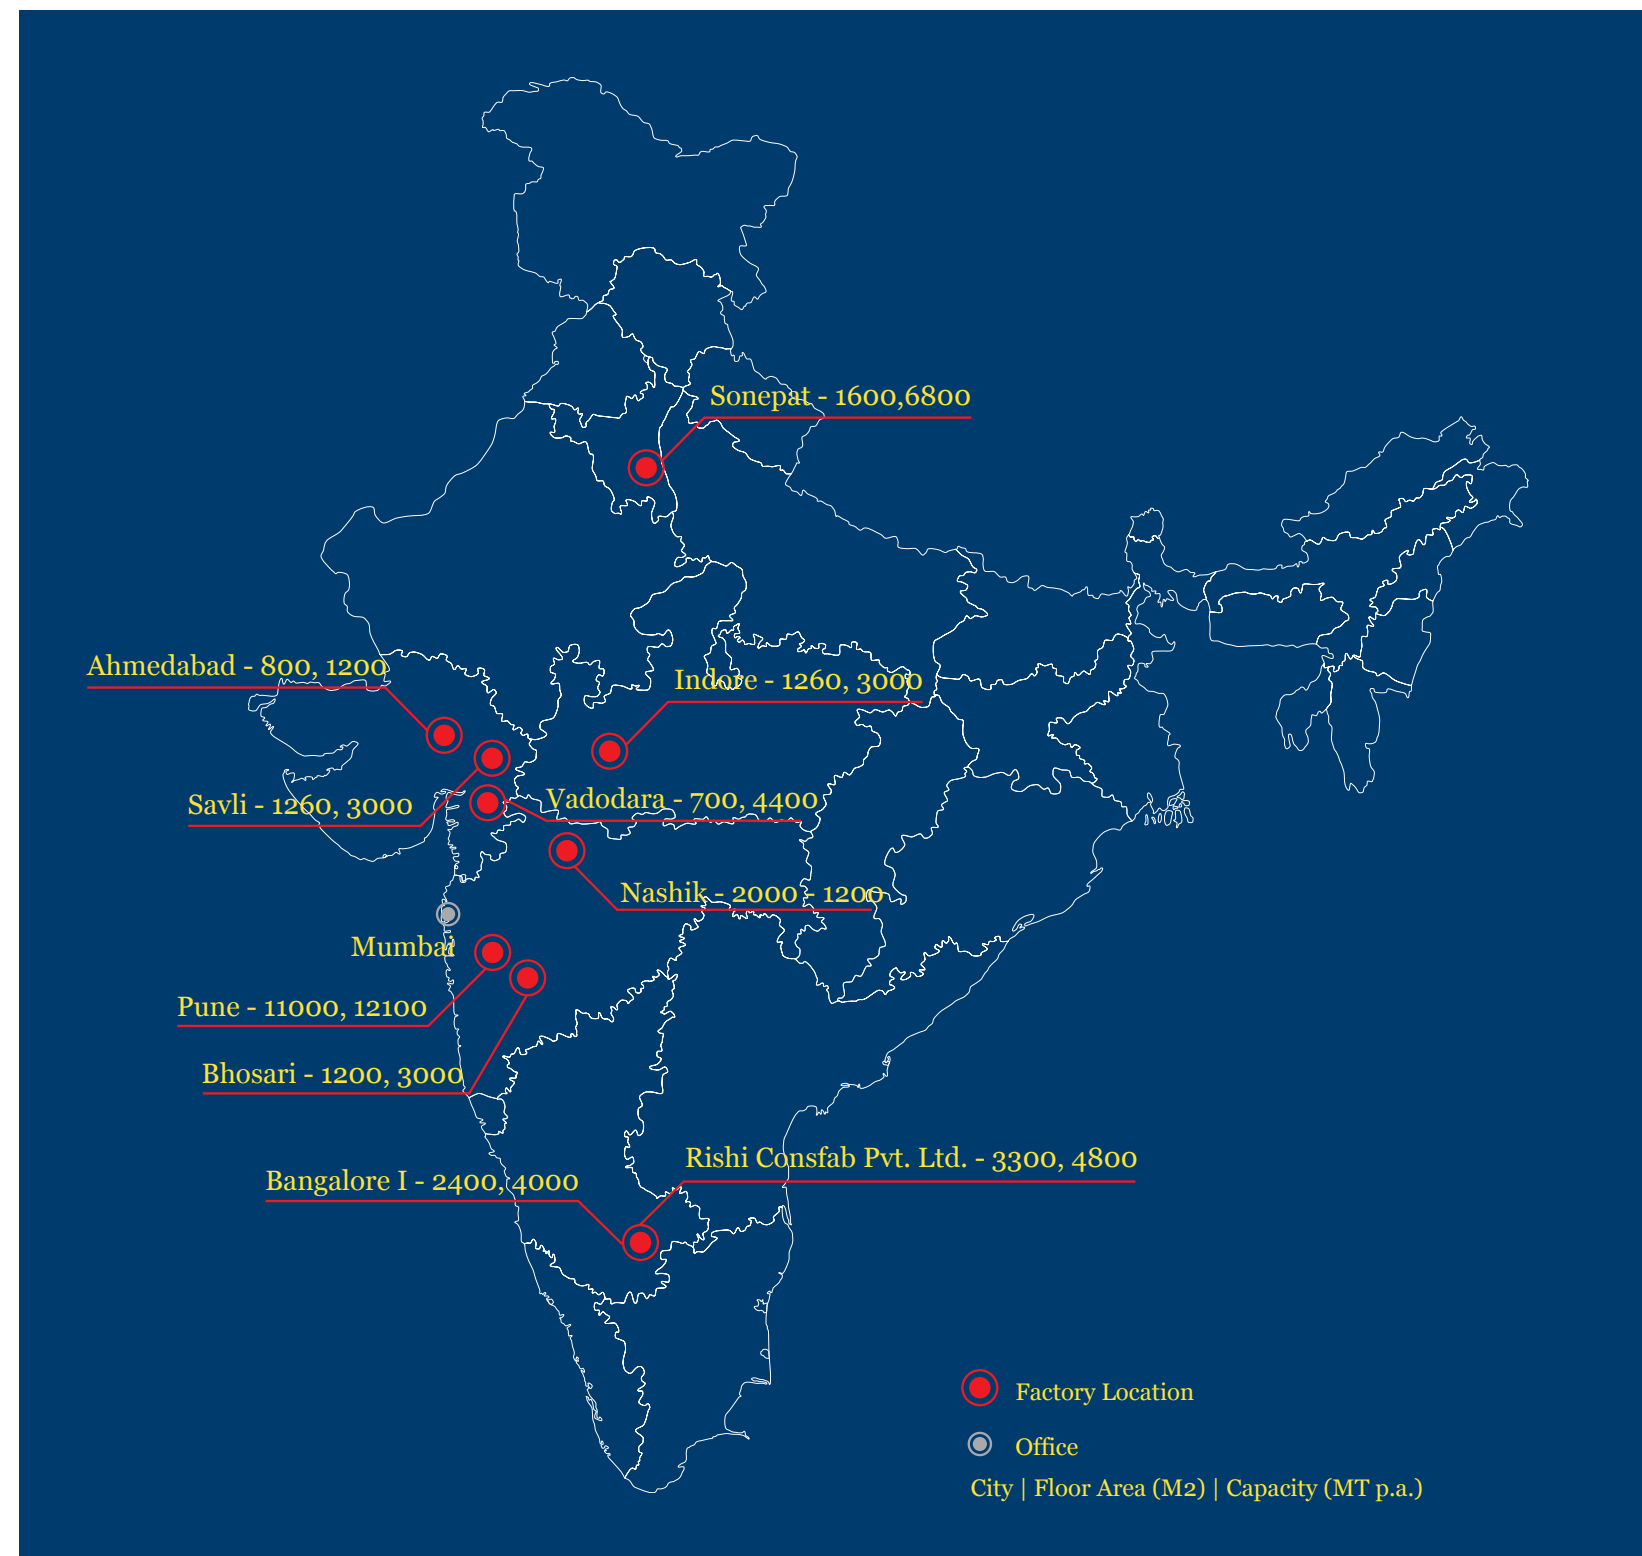 Sonepat - 1600,6800
Ahmedabad - 800, 1200
Indore - 1260, 3000
Savli - 1260, 3000
Vadodara - 700, 4400
Nashik - 2000 - 1200
Mumbai
Pune - 11000, 12100
Bhosari - 1200, 3000
Rishi Consfab Pvt. Ltd. - 3300, 4800
Bangalore I - 2400, 4000
Factory Location
Office
City | Floor Area (M2) | Capacity (MT p.a.)